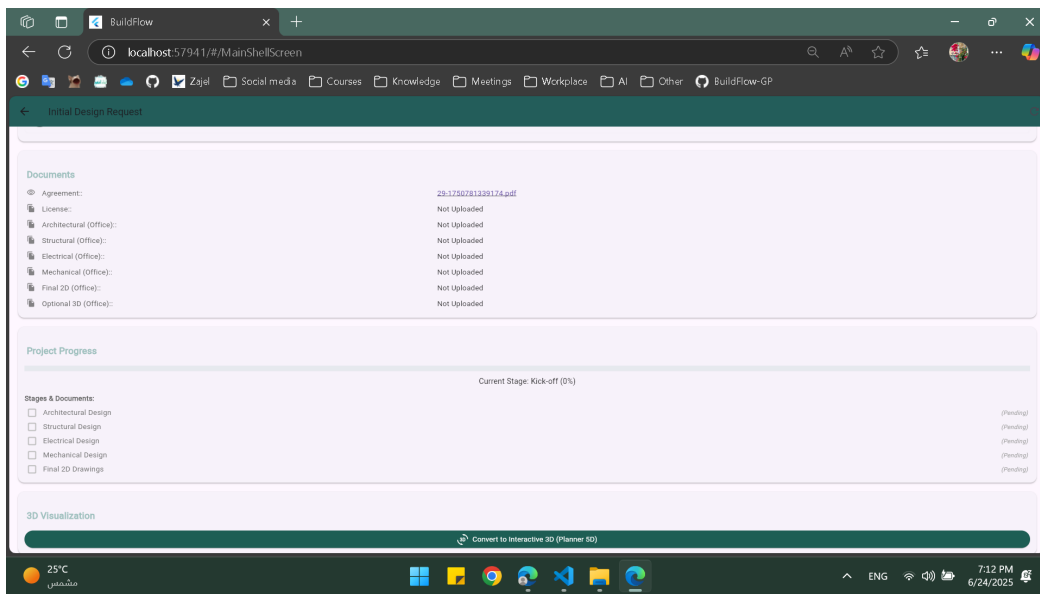 BuildFlow
localhost:57941/#/MainShellScreen
Zajel Social media Courses Knowledge Meetings Workplace AI Other BuildFlow-GP
Initial Design Request
Documents
Agreement:: 29-1750781339174.pdf
License:: Not Uploaded
Architectural (Office):: Not Uploaded
Structural (Office):: Not Uploaded
Electrical (Office):: Not Uploaded
Mechanical (Office):: Not Uploaded
Final 2D (Office):: Not Uploaded
Optional 3D (Office):: Not Uploaded
Project Progress
Current Stage: Kick-off (0%)
Stages & Documents:
Architectural Design (Pending)
Structural Design (Pending)
Electrical Design (Pending)
Mechanical Design (Pending)
Final 2D Drawings (Pending)
3D Visualization
Convert to Interactive 3D (Planner 5D)
25°C
مشمس
ENG
7:12 PM
6/24/2025